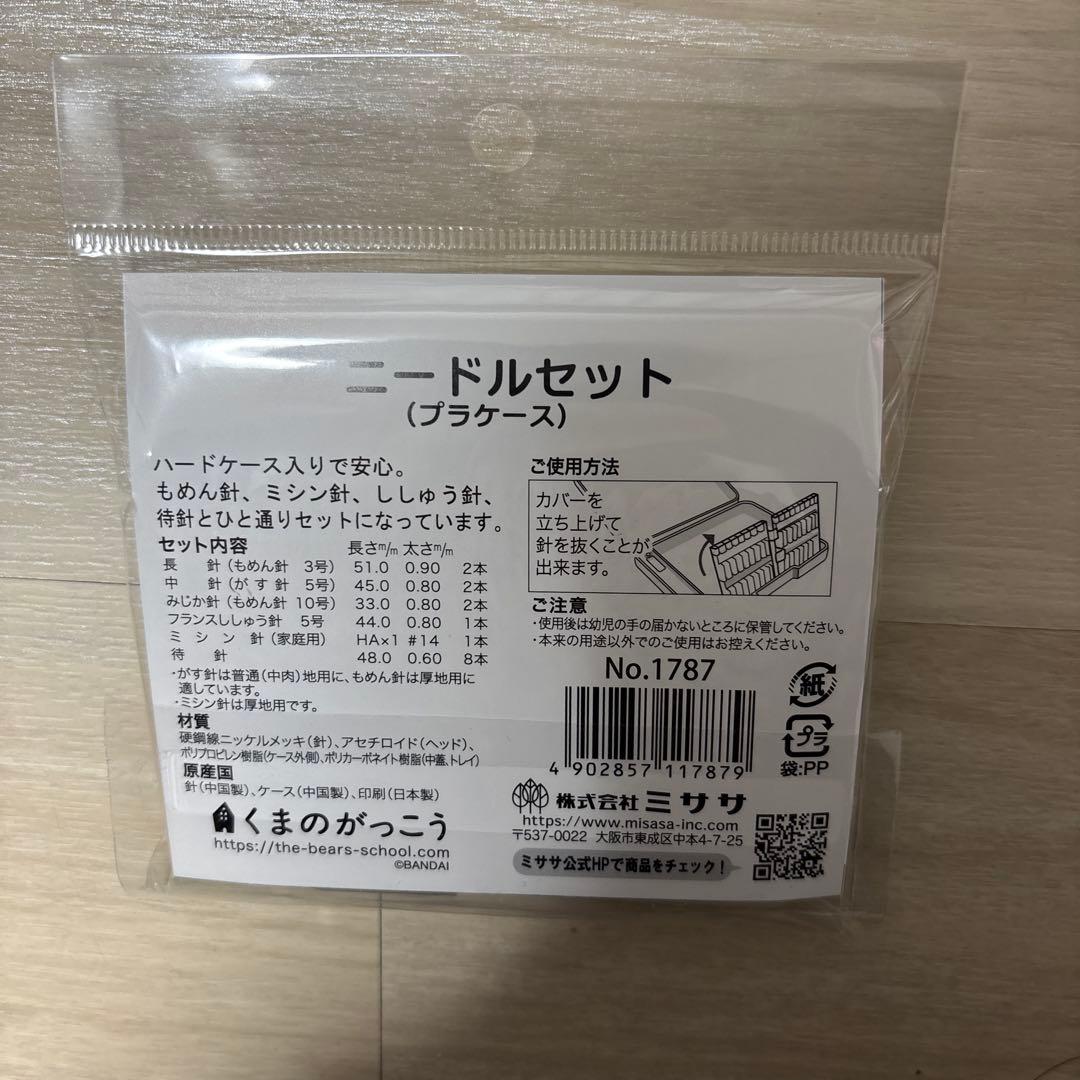 ニードルセット
(プラケース)
ハードケース入りで安心。
もめん針、ミシン針、ししゅう針、
待針とひと通りセットになっています。
セット内容 長さm/m 太さm/m
長 針(もめん針 3号) 51.0 0.90 2本
中 針(がす針 5号) 45.0 0.80 2本
みじか針(もめん針 10号) 33.0 0.80 2本
フランスししゅう針 5号 44.0 0.80 1本
ミシン針(家庭用) HA×1 #14 1本
待 針 48.0 0.60 8本
・がす針は普通(中肉)地用に、もめん針は厚地用に
適しています。
・ミシン針は厚地用です。
材質
硬鋼線ニッケルメッキ(針)、アセチロイド(ヘッド)、
ポリプロピレン樹脂(ケース外側)、ポリカーボネイト樹脂(中蓋、トレイ)
原産国
針(中国製)、ケース(中国製)、印刷(日本製)
くまのがっこう
https://the-bears-school.com
©BANDAI
ご使用方法
カバーを
立ち上げて
針を抜くことが
出来ます。
ご注意
・使用後は幼児の手の届かないところに保管してください。
・本来の用途以外でのご使用はお控えください。
No.1787
4 902857 117879
紙
プラ
袋:PP
株式会社ミササ
https://www.misasa-inc.com
〒537-0022 大阪市東成区中本4-7-25
ミササ公式HPで商品をチェック!